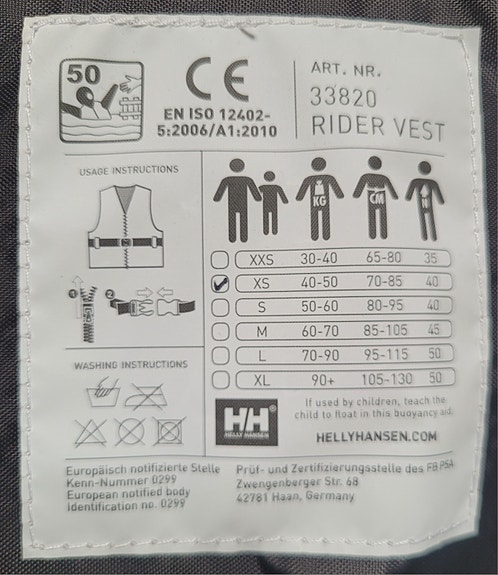 50
CE
EN ISO 12402-
5:2006/A1:2010
ART. NR.
33820
RIDER VEST
USAGE INSTRUCTIONS
1 2
KG CM N
XXS 30-40 65-80 35
XS 40-50 70-85 40
S 50-60 80-95 40
M 60-70 85-105 45
L 70-90 95-115 50
XL 90+ 105-130 50
WASHING INSTRUCTIONS
HH
HELLY HANSEN
If used by children, teach the
child to float in this buoyancy aid.
HELLYHANSEN.COM
Europäisch notifizierte Stelle
Kenn-Nummer 0299
European notified body
Identification no. 0299
Prüf- und Zertifizierungsstelle des FB PSA
Zwengenberger Str. 68
42781 Haan, Germany